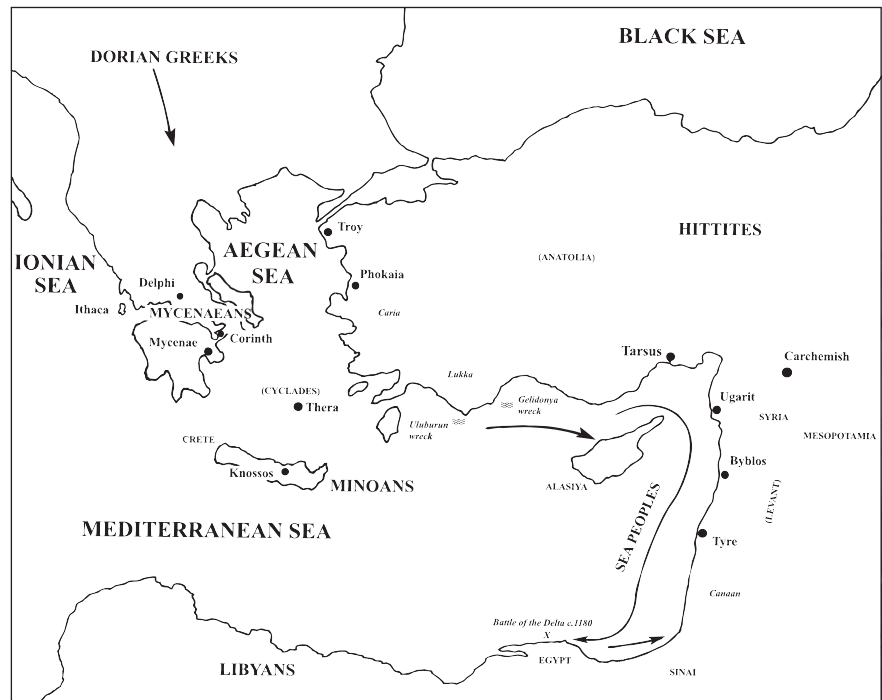 BLACK SEA
DORIAN GREEKS
HITTITES
Troy
AEGEAN
SEA
(ANATOLIA)
IONIAN
SEA
Phokaia
Delphi
Ithaca
MYCENAEANS
Caria
Corinth
Mycenae
Tarsus
Carchemish
Lukka
(CYCLADES)
Thera
Gelidonya
wreck
Ugarit
SYRIA
Uluburun
wreck
MESOPOTAMIA
CRETE
Knossos
MINOANS
Byblos
ALASIYA
(LEVANT)
SEA PEOPLES
MEDITERRANEAN SEA
Tyre
Canaan
Battle of the Delta c.1180
X
EGYPT
LIBYANS
SINAI